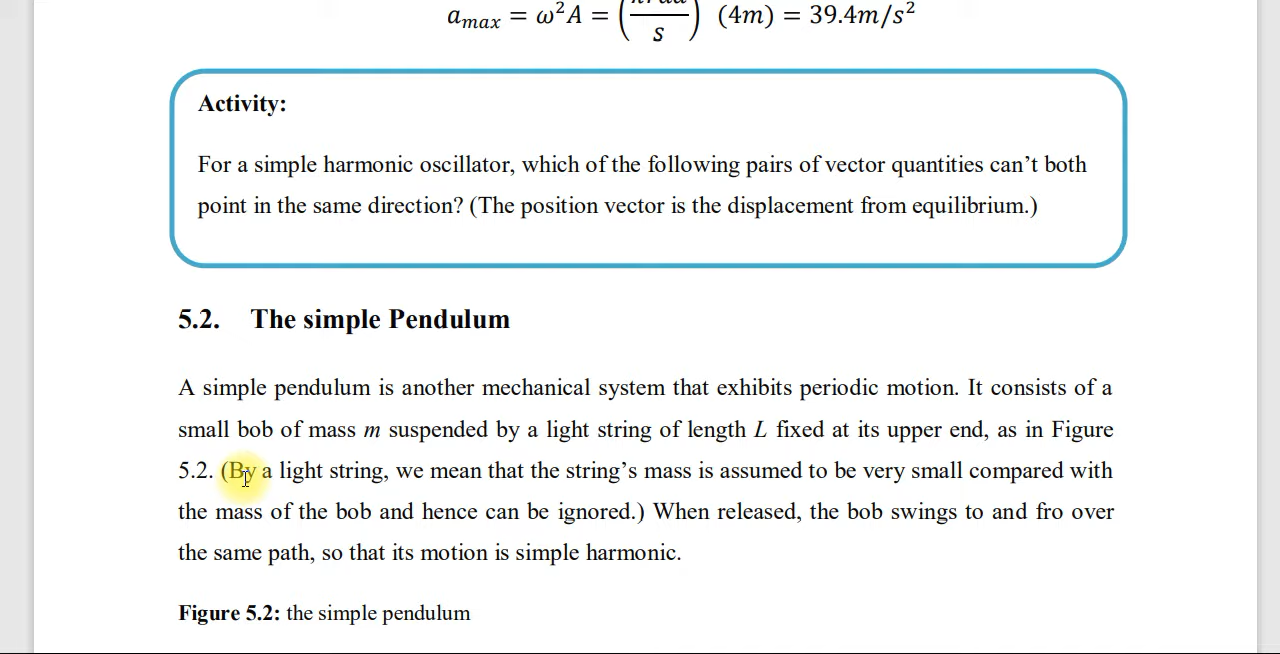 a_max = ω²A = (     / s) (4m) = 39.4m/s²
Activity:
For a simple harmonic oscillator, which of the following pairs of vector quantities can’t both
point in the same direction? (The position vector is the displacement from equilibrium.)
5.2. The simple Pendulum
A simple pendulum is another mechanical system that exhibits periodic motion. It consists of a
small bob of mass m suspended by a light string of length L fixed at its upper end, as in Figure
5.2. (By a light string, we mean that the string’s mass is assumed to be very small compared with
the mass of the bob and hence can be ignored.) When released, the bob swings to and fro over
the same path, so that its motion is simple harmonic.
Figure 5.2: the simple pendulum